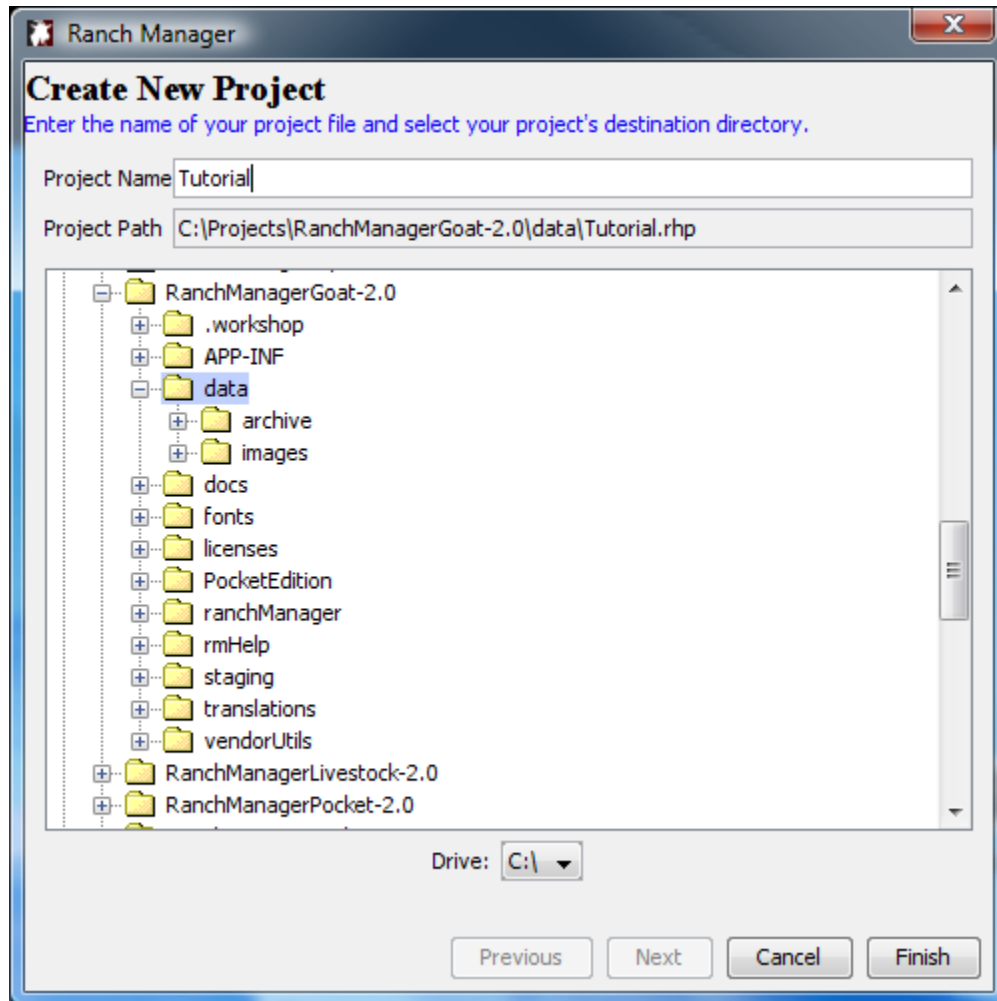 Ranch Manager
Create New Project
Enter the name of your project file and select your project's destination directory.
Project Name Tutorial
Project Path C:\Projects\RanchManagerGoat-2.0\data\Tutorial.rhp
RanchManagerGoat-2.0
.workshop
APP-INF
data
archive
images
docs
fonts
licenses
PocketEdition
ranchManager
rmHelp
staging
translations
vendorUtils
RanchManagerLivestock-2.0
RanchManagerPocket-2.0
Drive: C:\
Previous Next Cancel Finish